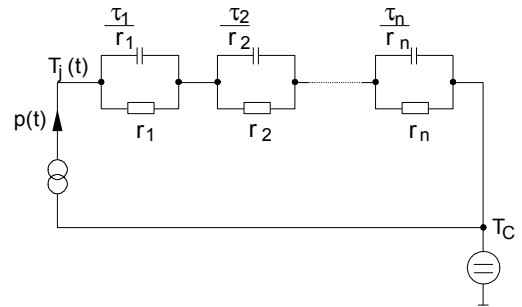 τ1 τ2 τn
r1 r2 rn
Tj (t)
r1 r2 rn
p(t)
TC